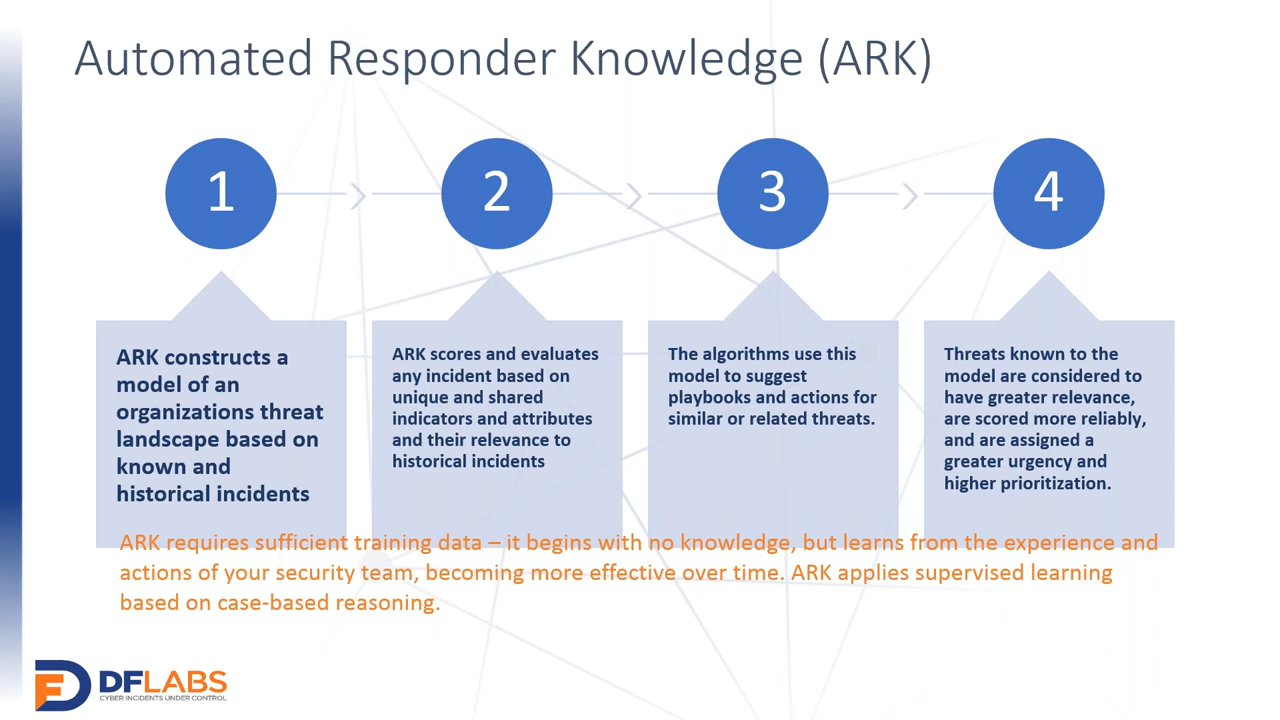 Automated Responder Knowledge (ARK)
1
2
3
4
ARK constructs a
model of an
organizations threat
landscape based on
known and
historical incidents
ARK scores and evaluates
any incident based on
unique and shared
indicators and attributes
and their relevance to
historical incidents
The algorithms use this
model to suggest
playbooks and actions for
similar or related threats.
Threats known to the
model are considered to
have greater relevance,
are scored more reliably,
and are assigned a
greater urgency and
higher prioritization.
ARK requires sufficient training data – it begins with no knowledge, but learns from the experience and
actions of your security team, becoming more effective over time. ARK applies supervised learning
based on case-based reasoning.
DFLABS
CYBER INCIDENTS UNDER CONTROL